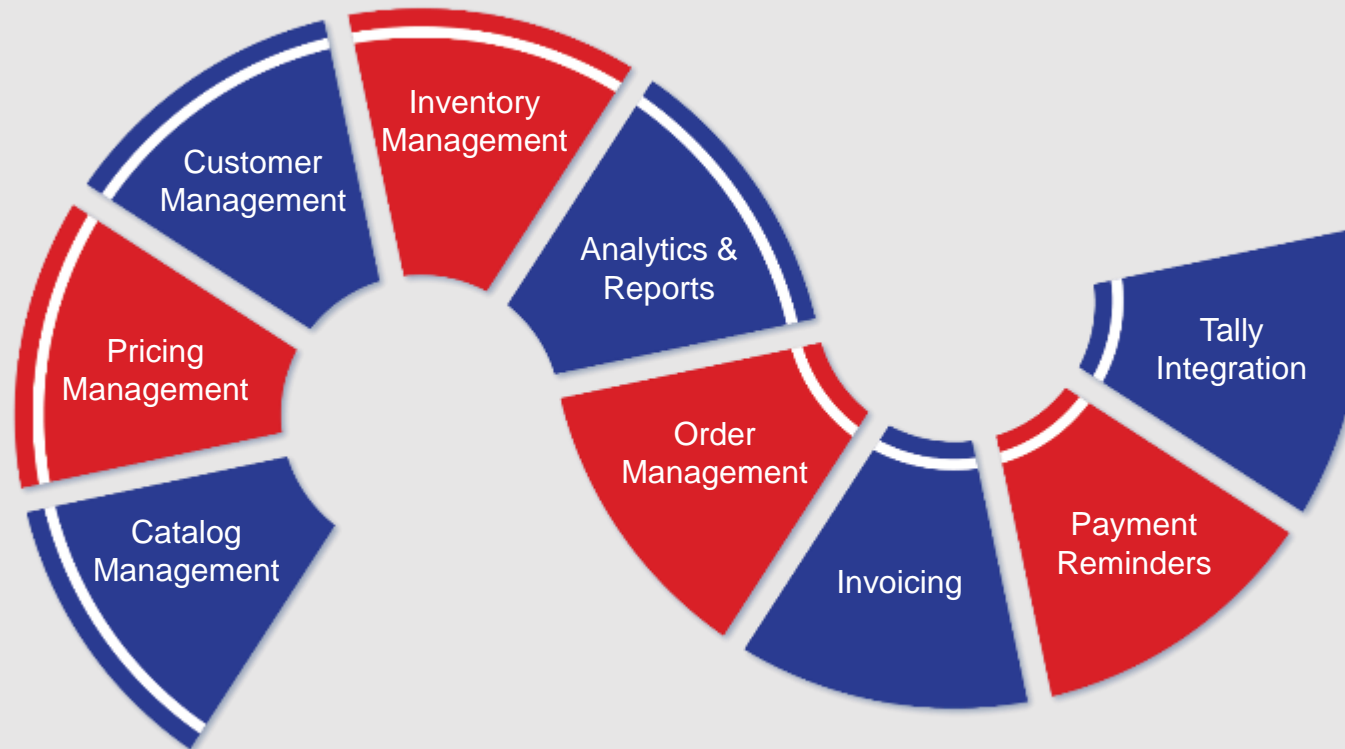 Catalog
Management
Pricing
Management
Customer
Management
Inventory
Management
Analytics &
Reports
Order
Management
Invoicing
Payment
Reminders
Tally
Integration